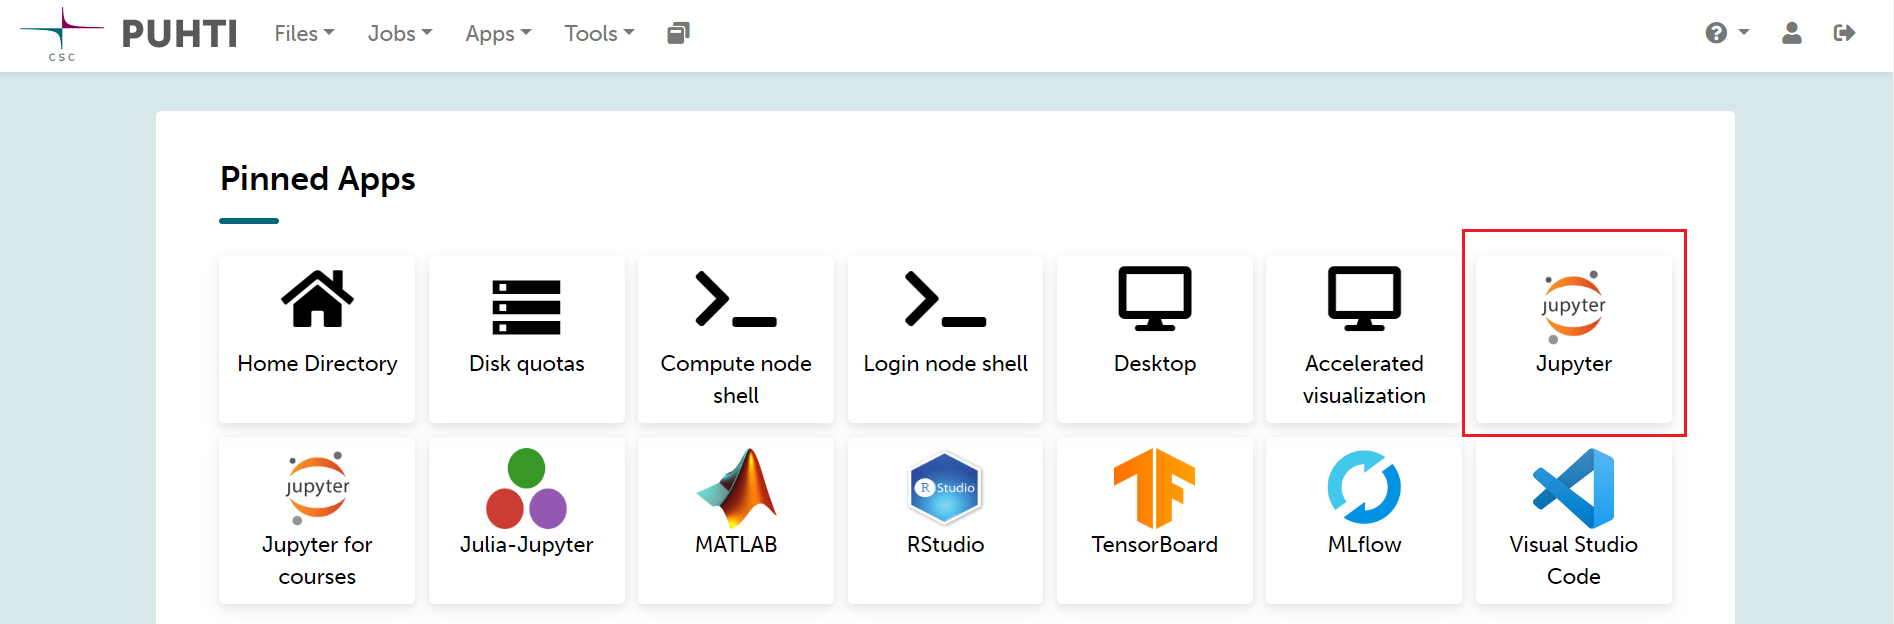 CSC PUHTI Files Jobs Apps Tools ?
Pinned Apps
Home Directory
Disk quotas
Compute node
shell
Login node shell
Desktop
Accelerated
visualization
jupyter
Jupyter
jupyter
Jupyter for
courses
Julia-Jupyter
MATLAB
R Studio
RStudio
TensorBoard
MLflow
Visual Studio
Code